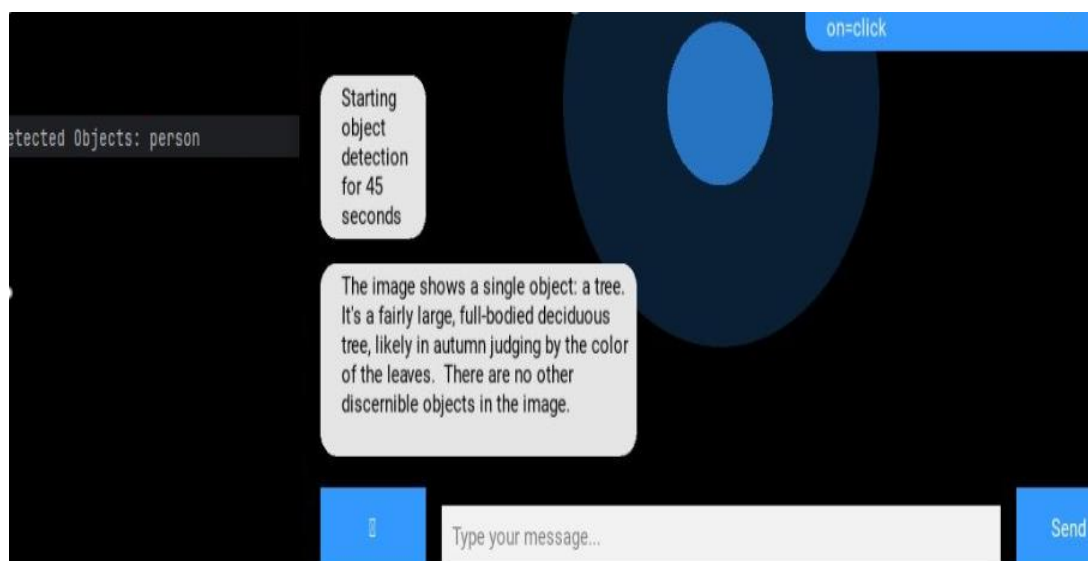 on=click
Starting
object
detection
for 45
seconds
etected Objects: person
The image shows a single object: a tree.
It's a fairly large, full-bodied deciduous
tree, likely in autumn judging by the color
of the leaves.  There are no other
discernible objects in the image.
Type your message...
Send